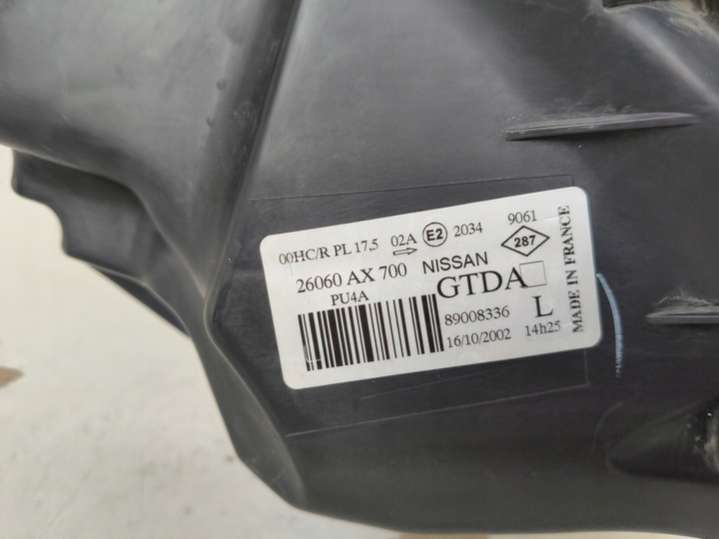 00HC/R PL 17,5 02A E2 2034 9061
287
26060 AX 700 NISSAN
PU4A GTDA
89008336 L
16/10/2002 14h25
MADE IN FRANCE